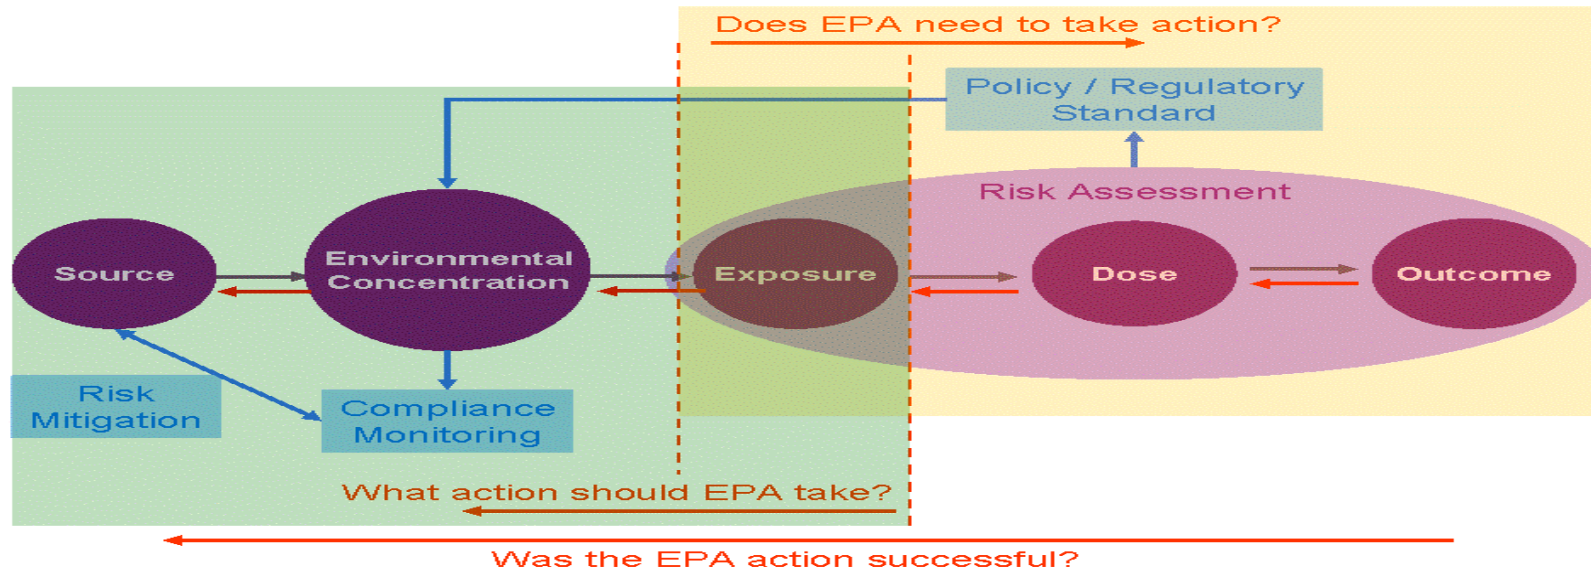 Does EPA need to take action?
Policy / Regulatory
Standard
Risk Assessment
Source
Environmental
Concentration
Exposure
Dose
Outcome
Risk
Mitigation
Compliance
Monitoring
What action should EPA take?
Was the EPA action successful?